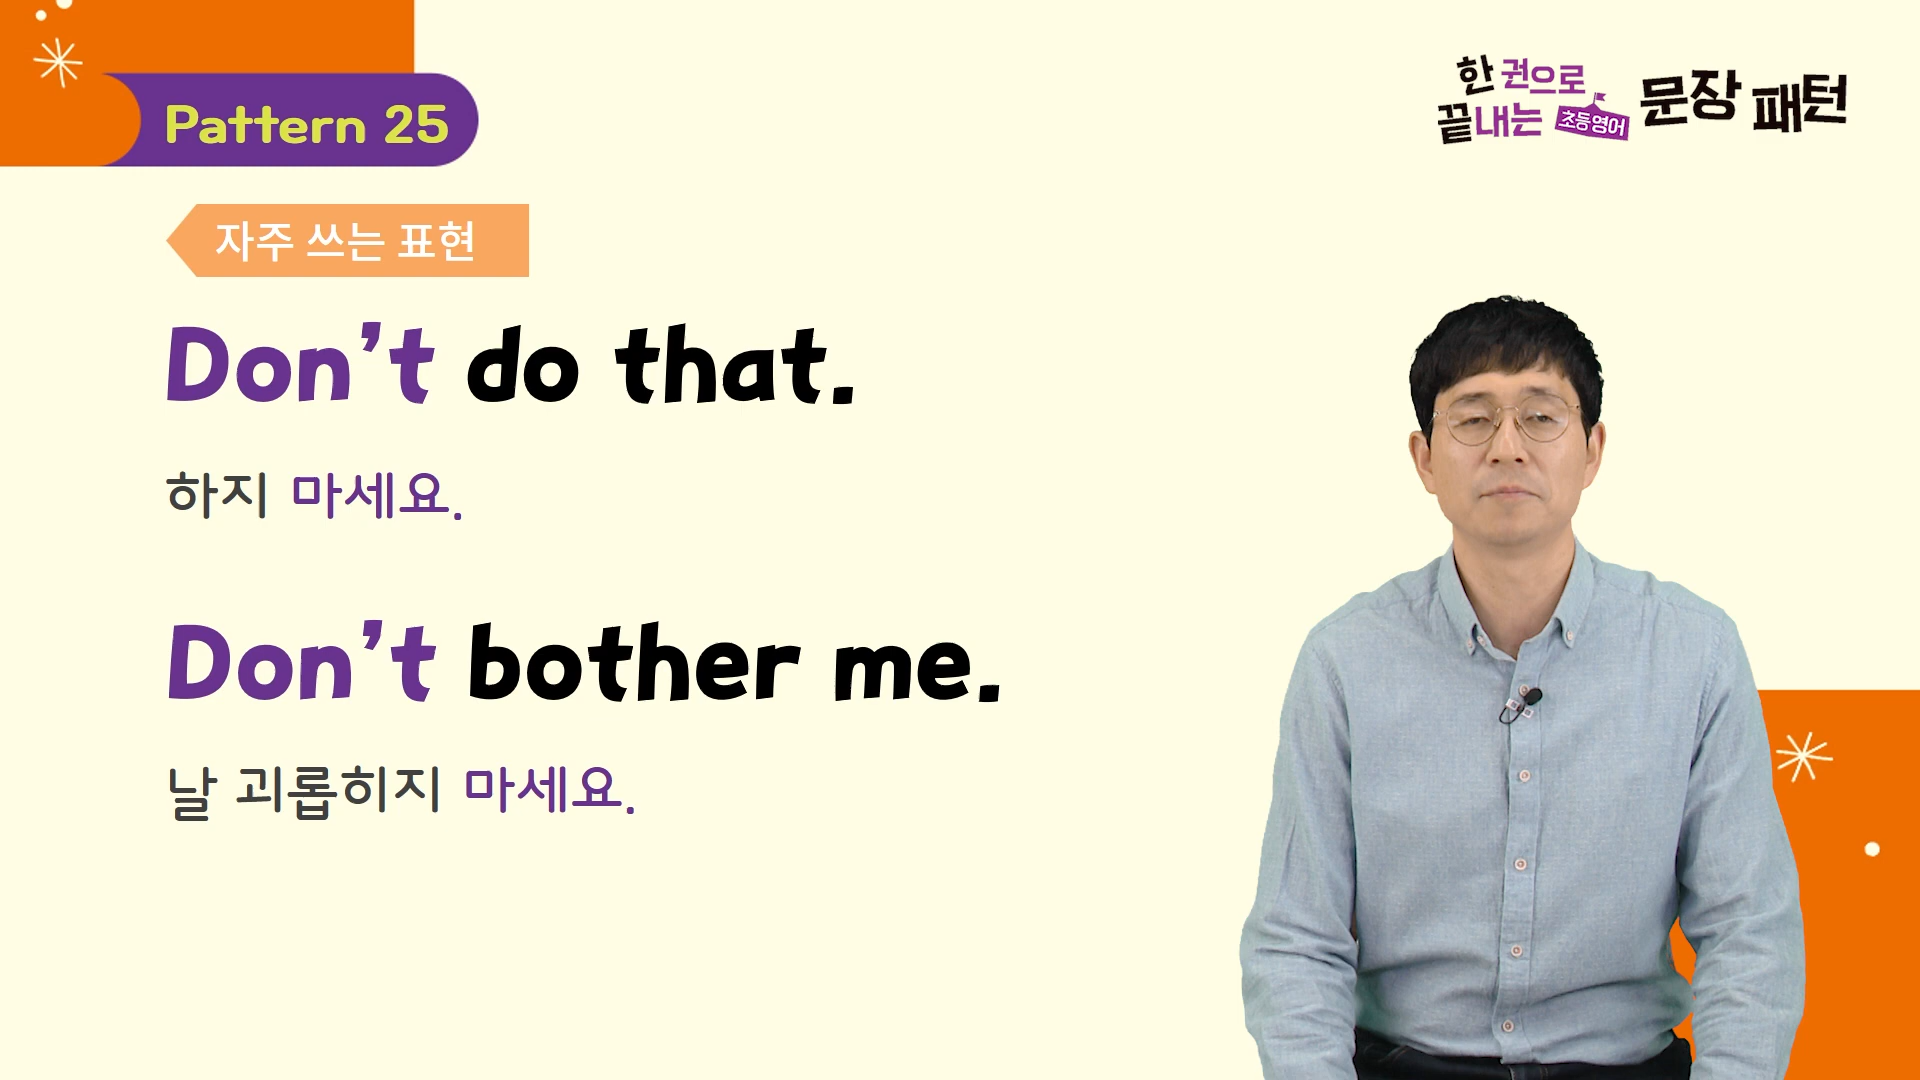 Pattern 25
한 권으로
끝내는 초등영어 문장 패턴
자주 쓰는 표현
Don't do that.
하지 마세요.
Don't bother me.
날 괴롭히지 마세요.